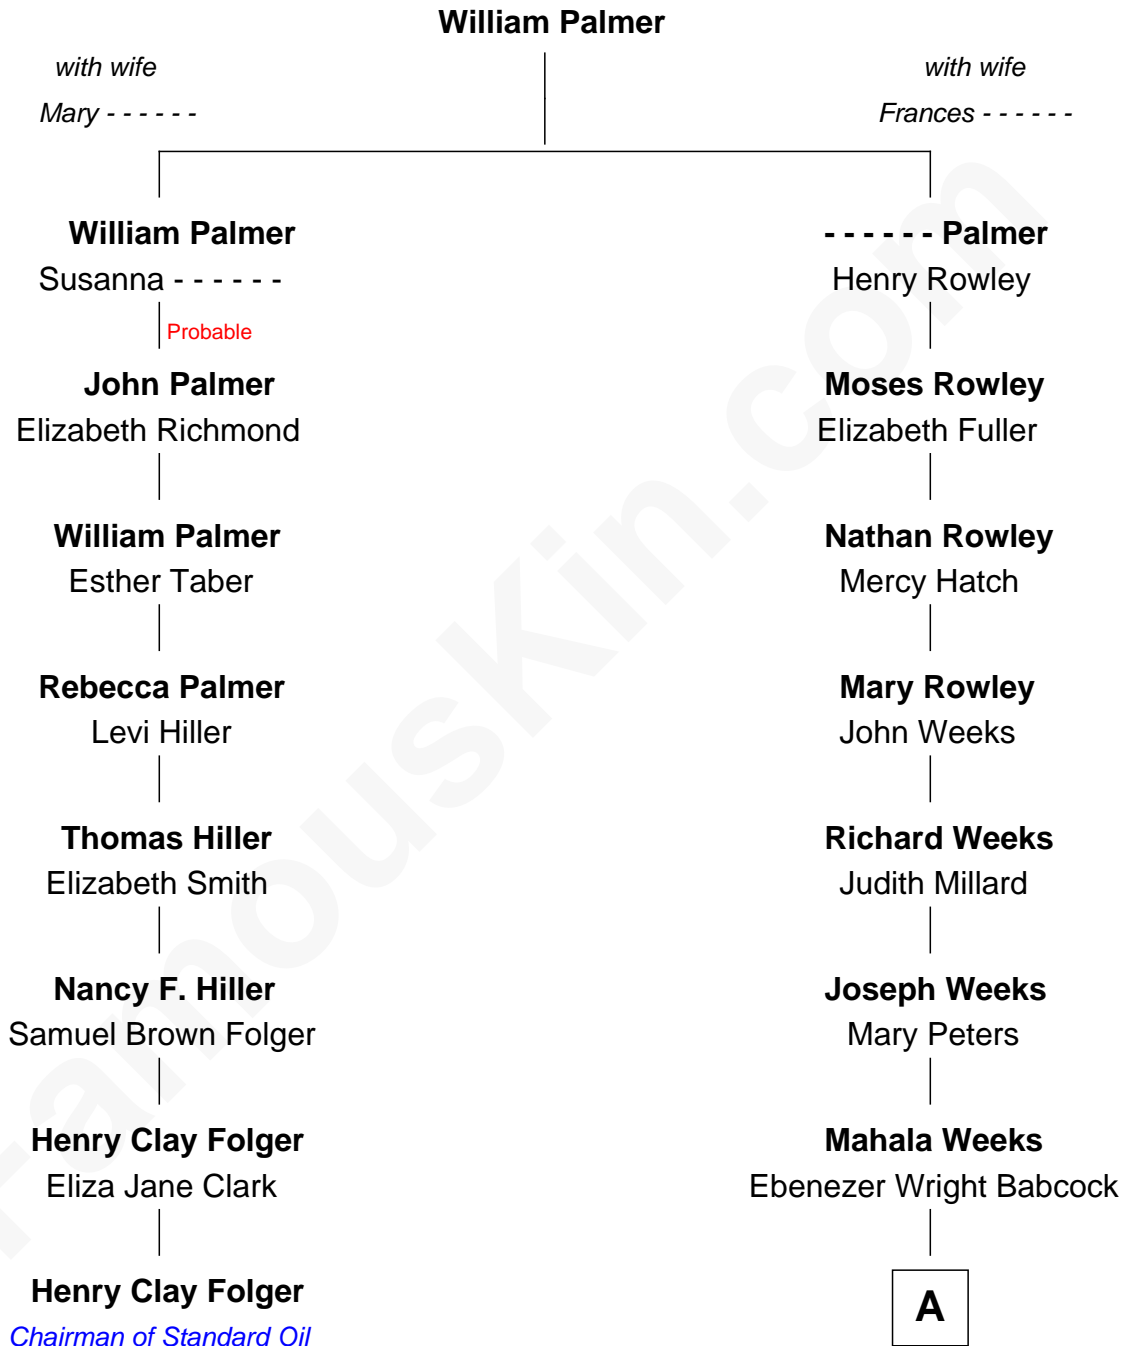 William Palmer
with wife
with wife
Mary - - - - - -
Frances - - - - - -
William Palmer
- - - - - - Palmer
Susanna - - - - - -
Henry Rowley
Probable
John Palmer
Moses Rowley
Elizabeth Richmond
Elizabeth Fuller
William Palmer
Nathan Rowley
Esther Taber
Mercy Hatch
Rebecca Palmer
Mary Rowley
Levi Hiller
John Weeks
Thomas Hiller
Richard Weeks
Elizabeth Smith
Judith Millard
Nancy F. Hiller
Joseph Weeks
Samuel Brown Folger
Mary Peters
Henry Clay Folger
Mahala Weeks
Eliza Jane Clark
Ebenezer Wright Babcock
Henry Clay Folger
A
Chairman of Standard Oil
FamousKin.com